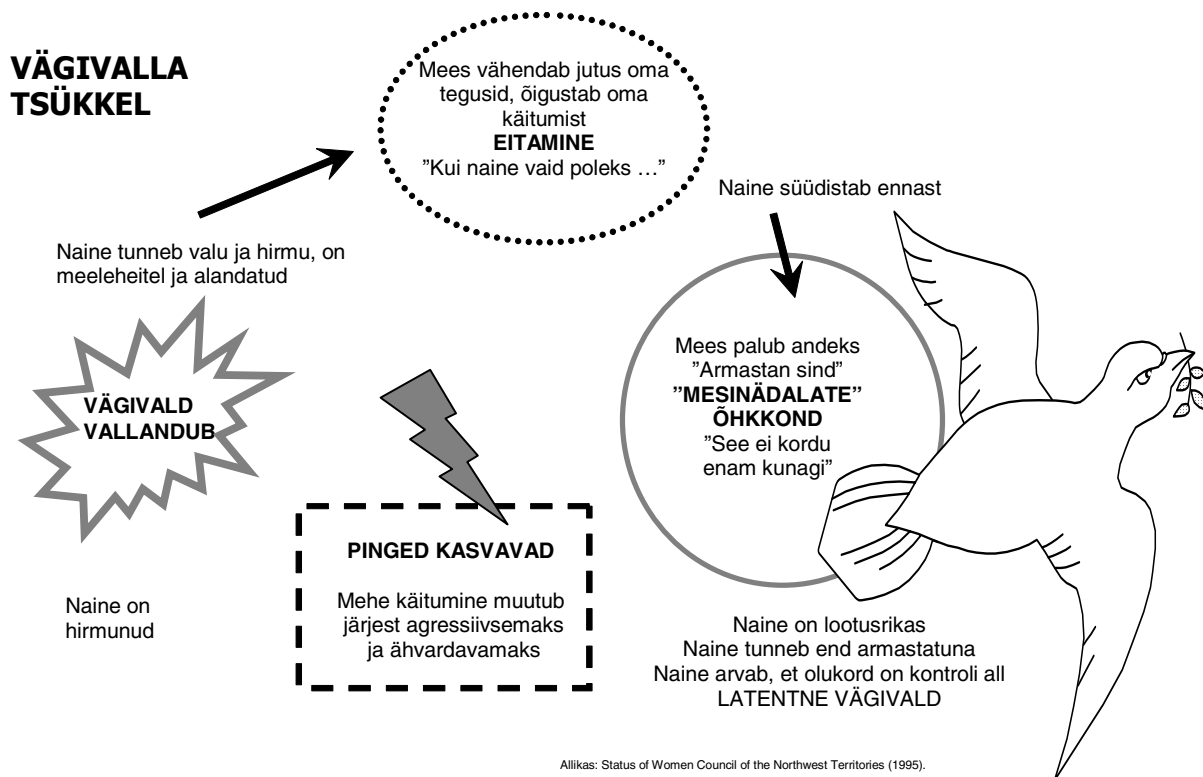 VÄGIVALLA
TSÜKKEL
Mees vähendab jutus oma
tegusid, õigustab oma
käitumist
EITAMINE
"Kui naine vaid poleks …”
Naine süüdistab ennast
Naine tunneb valu ja hirmu, on
meeleheitel ja alandatud
Mees palub andeks
"Armastan sind”
”MESINÄDALATE”
ÕHKKOND
"See ei kordu
enam kunagi”
VÄGIVALD
VALLANDUB
PINGED KASVAVAD
Mehe käitumine muutub
järjest agressiivsemaks
ja ähvardavamaks
Naine on
hirmunud
Naine on lootusrikas
Naine tunneb end armastatuna
Naine arvab, et olukord on kontroli all
LATENTNE VÄGIVALD
Allikas: Status of Women Council of the Northwest Territories (1995).